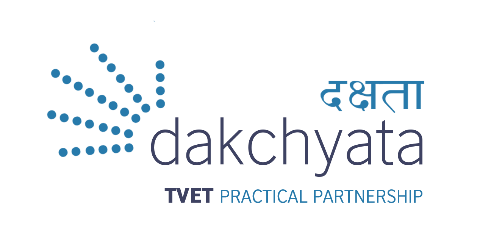 दक्षता
dakchyata
TVET PRACTICAL PARTNERSHIP